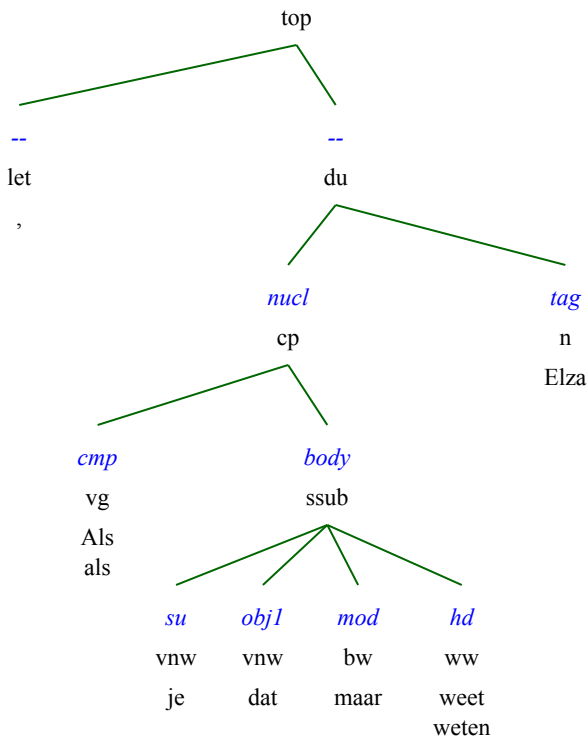 top
-- --
let du
,
nucl tag
cp n
Elza
cmp body
vg ssub
Als
als
su obj1 mod hd
vnw vnw bw ww
je dat maar weet
weten